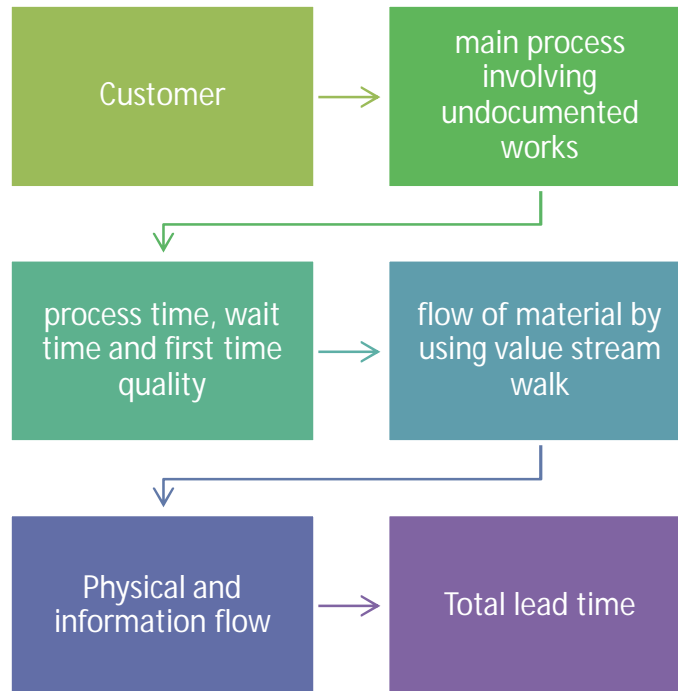 Customer
main process
involving
undocumented
works
process time, wait
time and first time
quality
flow of material by
using value stream
walk
Physical and
information flow
Total lead time